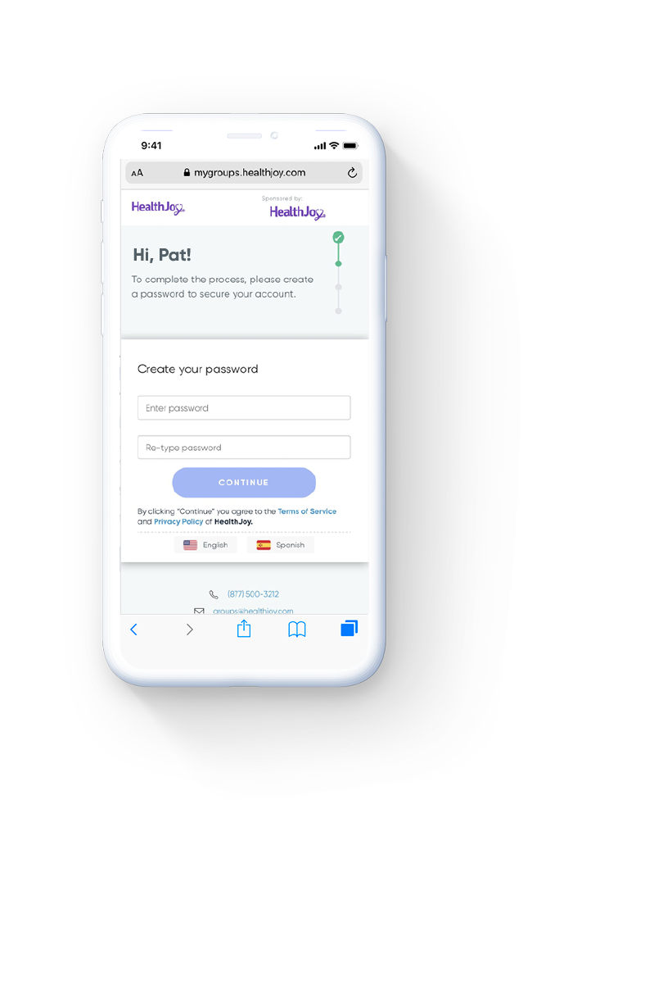 9:41
AA mygroups.healthjoy.com
Sponsored by:
HealthJoy
HealthJoy
Hi, Pat!
To complete the process, please create
a password to secure your account.
Create your password
Enter password
Re-type password
CONTINUE
By clicking "Continue" you agree to the Terms of Service
and Privacy Policy of HealthJoy.
English Spanish
(877) 500-3212
groups@healthjoy.com